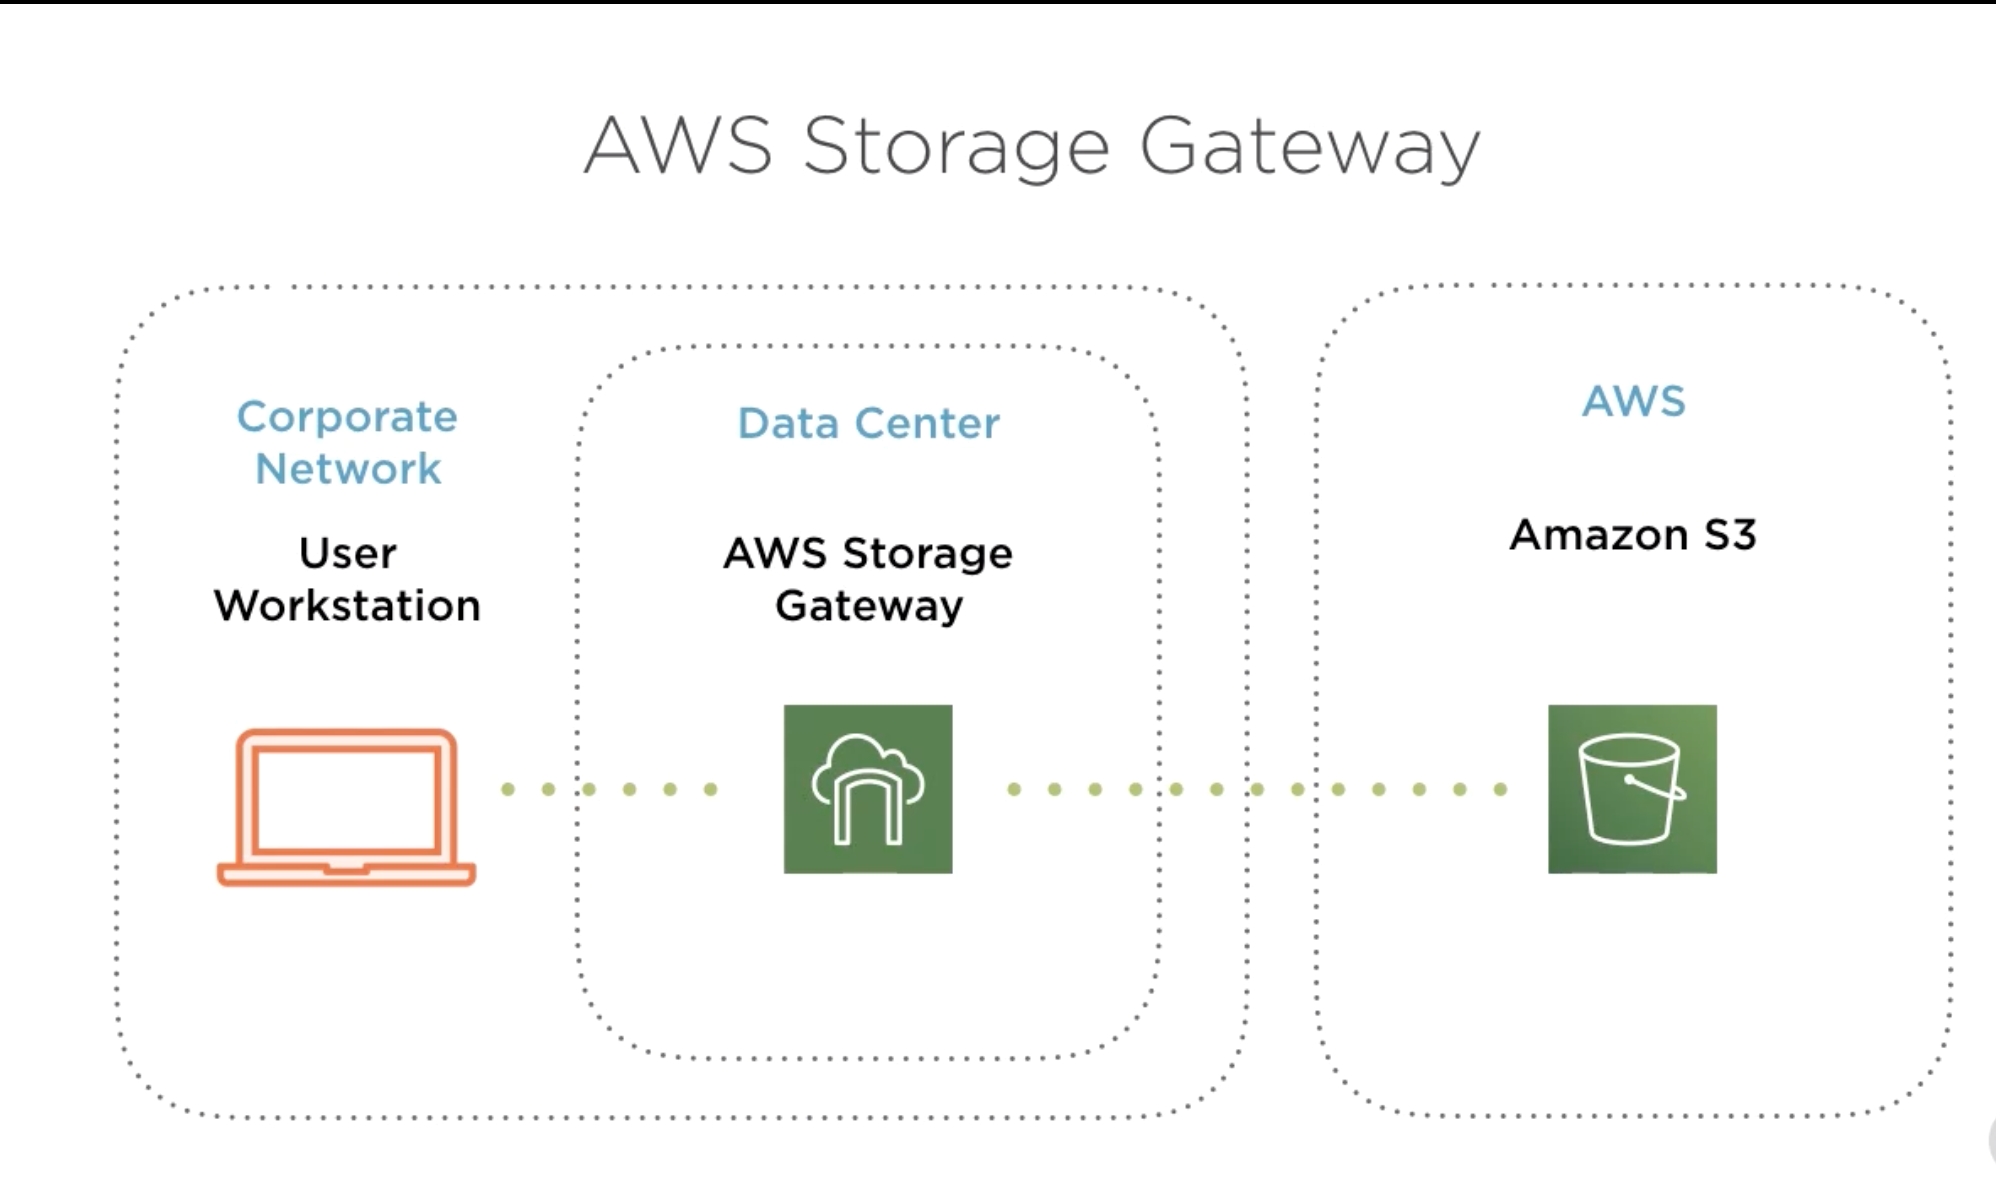 AWS Storage Gateway
Corporate
Network
User
Workstation
Data Center
AWS Storage
Gateway
AWS
Amazon S3